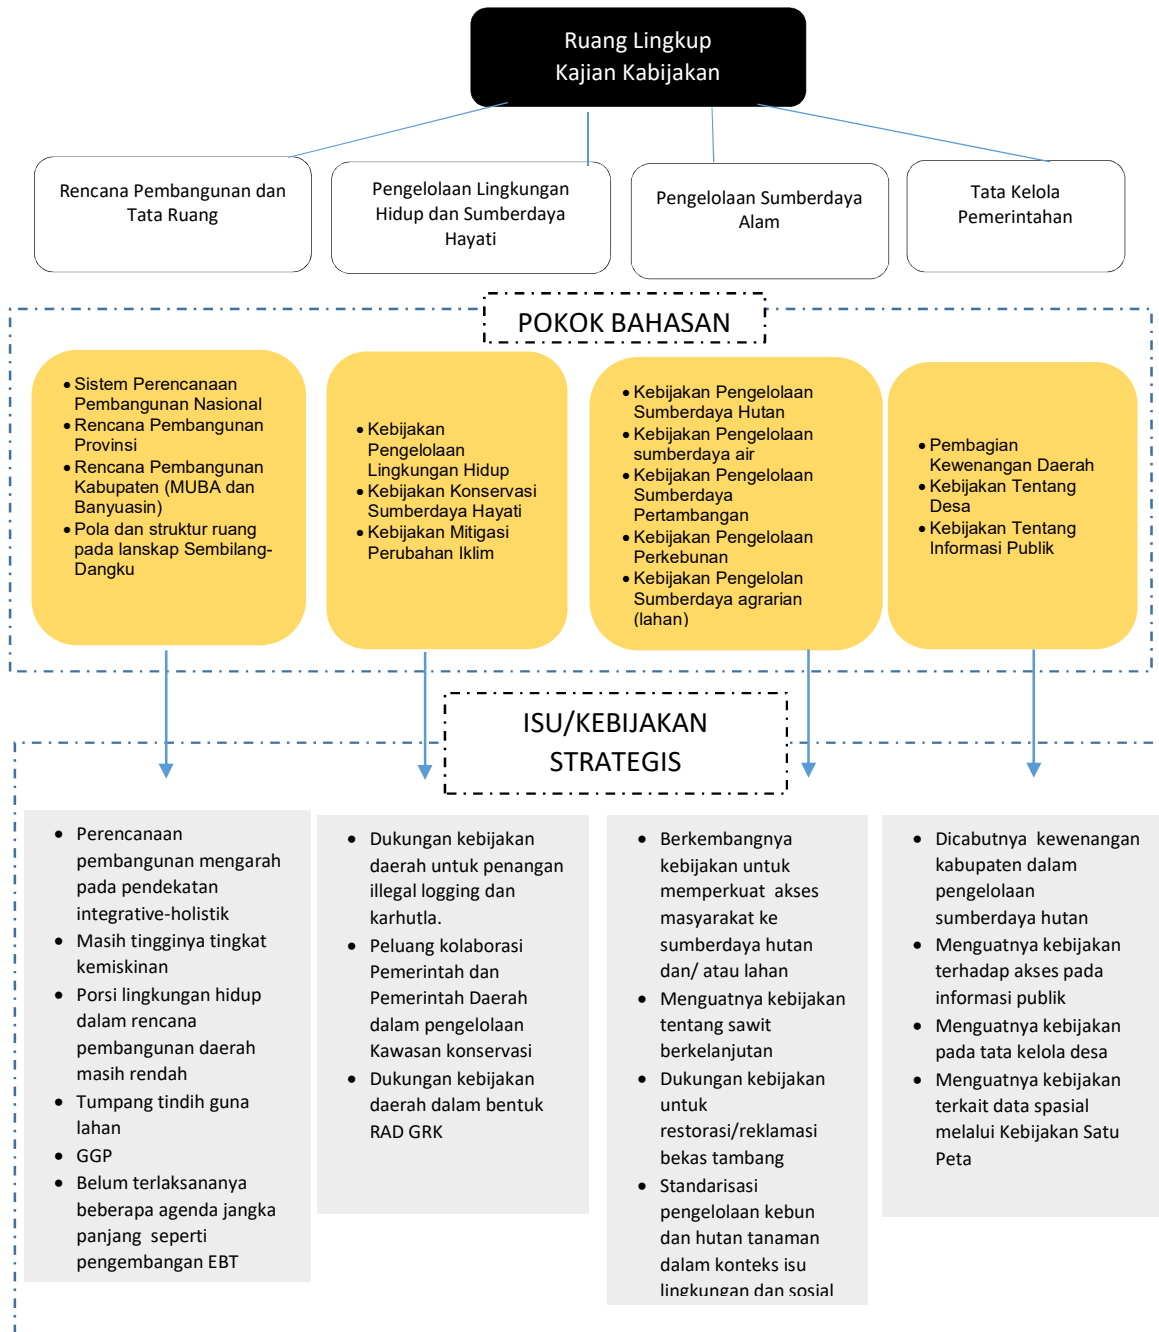 Ruang Lingkup
Kajian Kabijakan
Rencana Pembangunan dan
Tata Ruang
Pengelolaan Lingkungan
Hidup dan Sumberdaya
Hayati
Pengelolaan Sumberdaya
Alam
Tata Kelola
Pemerintahan
POKOK BAHASAN
• Sistem Perencanaan
Pembangunan Nasional
• Rencana Pembangunan
Provinsi
• Rencana Pembangunan
Kabupaten (MUBA dan
Banyuasin)
• Pola dan struktur ruang
pada lanskap Sembilang-
Dangku
• Kebijakan
Pengelolaan
Lingkungan Hidup
• Kebijakan Konservasi
Sumberdaya Hayati
• Kebijakan Mitigasi
Perubahan Iklim
• Kebijakan Pengelolaan
Sumberdaya Hutan
• Kebijakan Pengelolaan
sumberdaya air
• Kebijakan Pengelolaan
Sumberdaya
Pertambangan
• Kebijakan Pengelolaan
Perkebunan
• Kebijakan Pengelolan
Sumberdaya agrarian
(lahan)
• Pembagian
Kewenangan Daerah
• Kebijakan Tentang
Desa
• Kebijakan Tentang
Informasi Publik
ISU/KEBIJAKAN
STRATEGIS
• Perencanaan
pembangunan mengarah
pada pendekatan
integrative-holistik
• Masih tingginya tingkat
kemiskinan
• Porsi lingkungan hidup
dalam rencana
pembangunan daerah
masih rendah
• Tumpang tindih guna
lahan
• GGP
• Belum terlaksananya
beberapa agenda jangka
panjang seperti
pengembangan EBT
• Dukungan kebijakan
daerah untuk penangan
illegal logging dan
karhutla.
• Peluang kolaborasi
Pemerintah dan
Pemerintah Daerah
dalam pengelolaan
Kawasan konservasi
• Dukungan kebijakan
daerah dalam bentuk
RAD GRK
• Berkembangnya
kebijakan untuk
memperkuat akses
masyarakat ke
sumberdaya hutan
dan/ atau lahan
• Menguatnya kebijakan
tentang sawit
berkelanjutan
• Dukungan kebijakan
untuk
restorasi/reklamasi
bekas tambang
• Standarisasi
pengelolaan kebun
dan hutan tanaman
dalam konteks isu
lingkungan dan sosial
• Dicabutnya kewenangan
kabupaten dalam
pengelolaan
sumberdaya hutan
• Menguatnya kebijakan
terhadap akses pada
informasi publik
• Menguatnya kebijakan
pada tata kelola desa
• Menguatnya kebijakan
terkait data spasial
melalui Kebijakan Satu
Peta